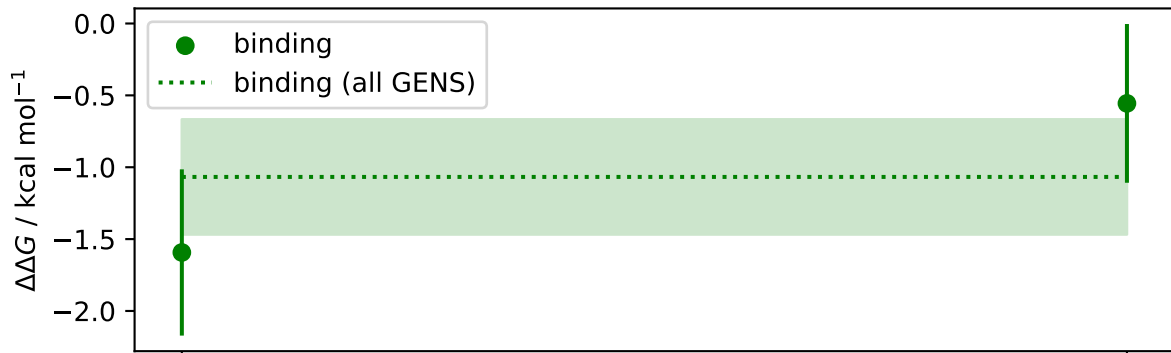 0.0
−0.5
−1.0
−1.5
−2.0
ΔΔG / kcal mol⁻¹
binding
binding (all GENS)